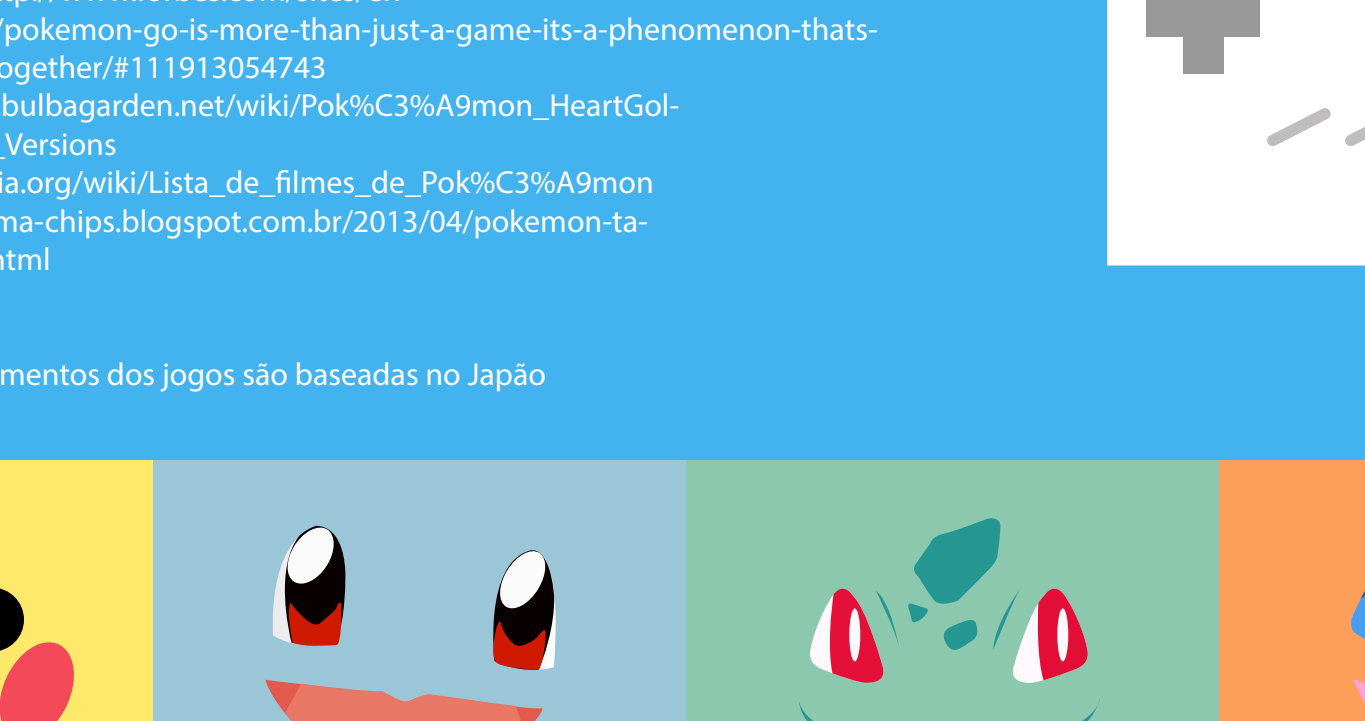 /pokemon-go-is-more-than-just-a-game-its-a-phenomenon-thats-
ogether/#111913054743
.bulbagarden.net/wiki/Pok%C3%A9mon_HeartGol-
_Versions
ia.org/wiki/Lista_de_filmes_de_Pok%C3%A9mon
ma-chips.blogspot.com.br/2013/04/pokemon-ta-
html
mentos dos jogos são baseadas no Japão